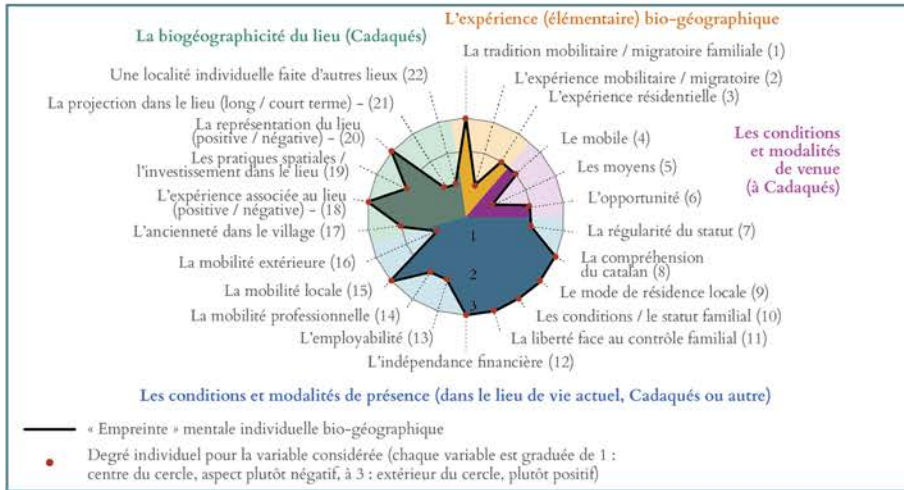 L'expérience (élémentaire) bio-géographique
La biogéographicité du lieu (Cadaqués)
La tradition mobilitaire / migratoire familiale (1)
Une localité individuelle faite d'autres lieux (22)
L'expérience mobilitaire / migratoire (2)
La projection dans le lieu (long / court terme) - (21)
L'expérience résidentielle (3)
La représentation du lieu
(positive / négative) - (20)
Le mobile (4)
Les conditions
et modalités
de venue
(à Cadaqués)
Les pratiques spatiales /
l'investissement dans le lieu (19)
Les moyens (5)
L'expérience associée au lieu
(positive / négative) - (18)
L'opportunité (6)
L'ancienneté dans le village (17)
La régularité du statut (7)
1
La mobilité extérieure (16)
La compréhension
du catalan (8)
2
La mobilité locale (15)
Le mode de résidence locale (9)
3
La mobilité professionnelle (14)
Les conditions / le statut familial (10)
L'employabilité (13)
La liberté face au contrôle familial (11)
L'indépendance financière (12)
Les conditions et modalités de présence (dans le lieu de vie actuel, Cadaqués ou autre)
« Empreinte » mentale individuelle bio-géographique
Degré individuel pour la variable considérée (chaque variable est graduée de 1 :
centre du cercle, aspect plutôt négatif, à 3 : extérieur du cercle, plutôt positif)